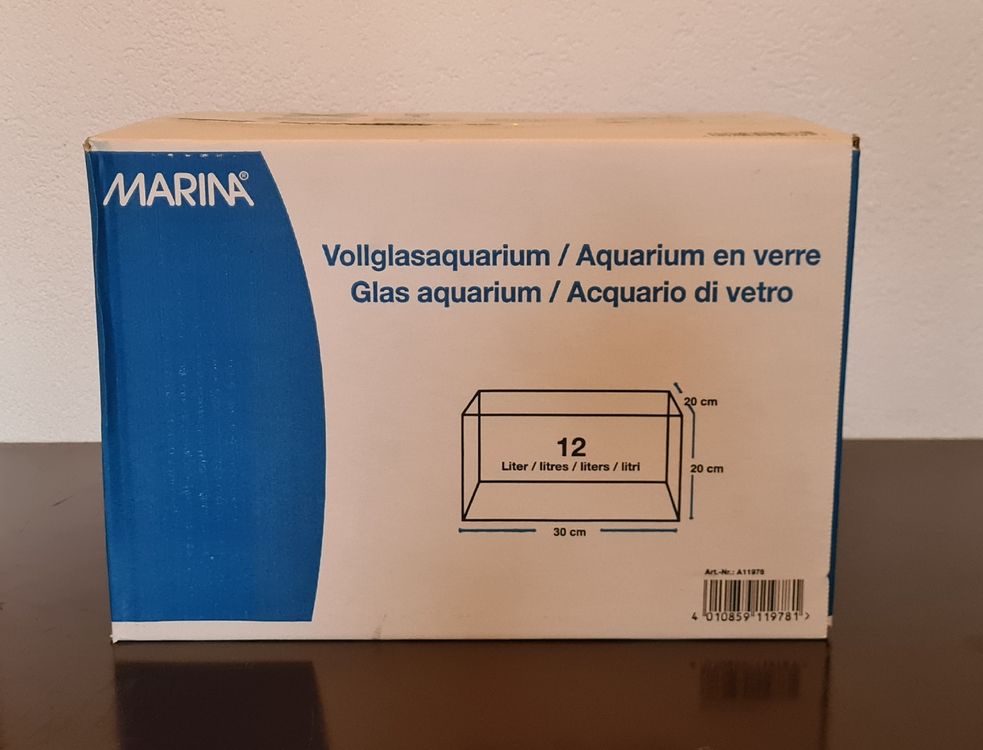 MARINA®
Vollglasaquarium / Aquarium en verre
Glas aquarium / Acquario di vetro
20 cm
12
Liter / litres / liters / litri
20 cm
30 cm
Art.-Nr.: A11978
4 010859 119781 >